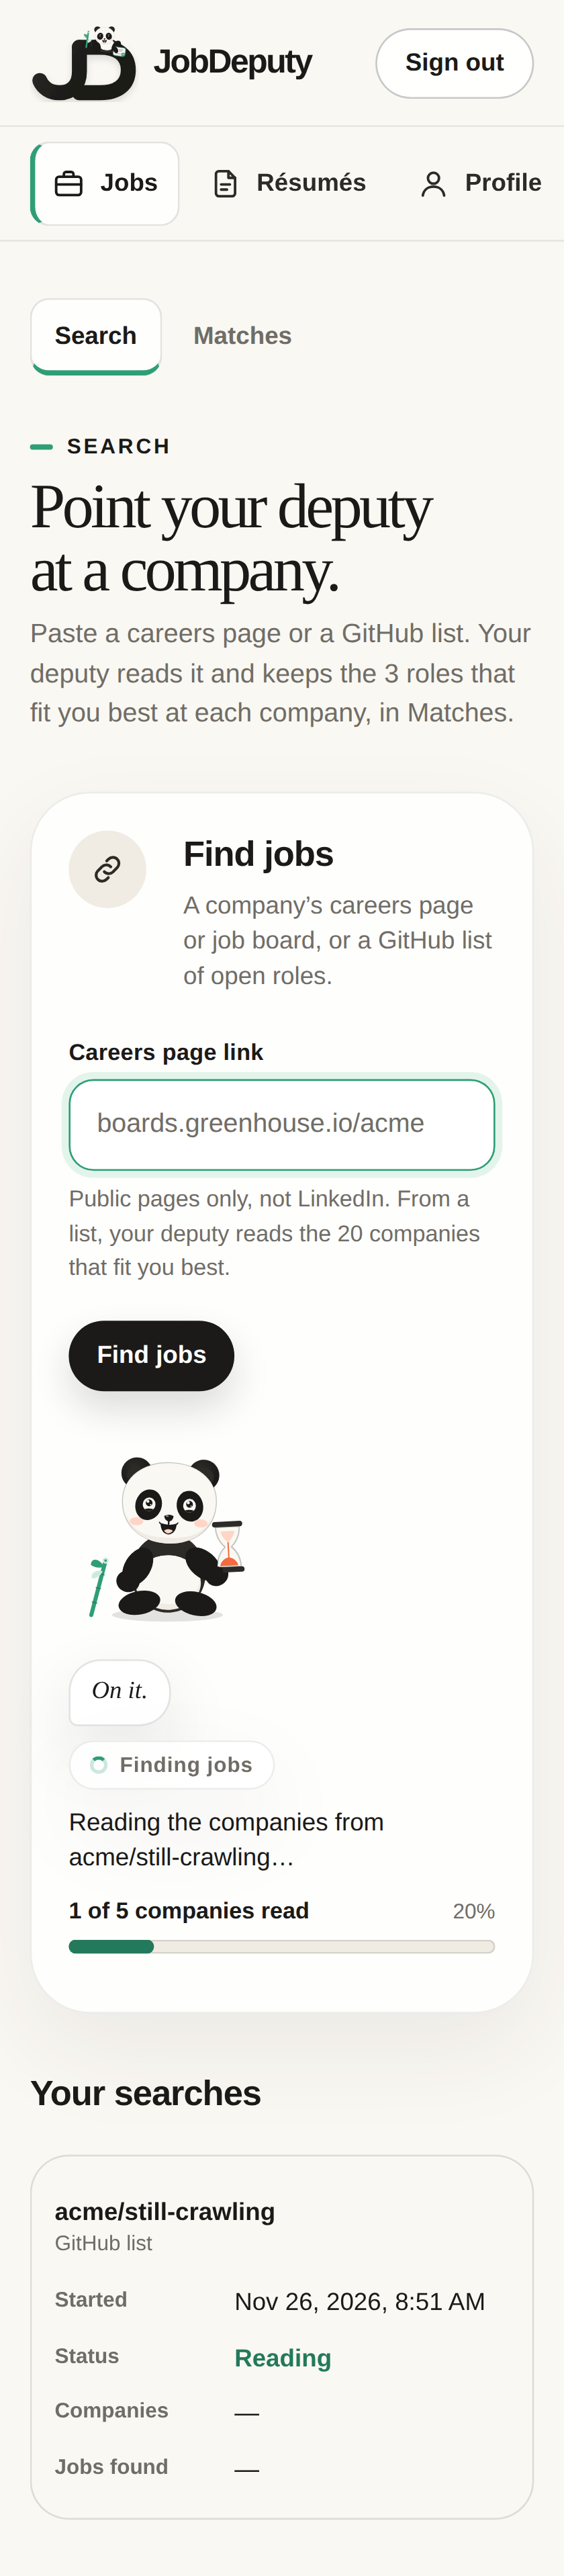 JobDeputy
Sign out
Jobs
Résumés
Profile
Search
Matches
SEARCH
Point your deputy
at a company.
Paste a careers page or a GitHub list. Your
deputy reads it and keeps the 3 roles that
fit you best at each company, in Matches.
Find jobs
A company’s careers page
or job board, or a GitHub list
of open roles.
Careers page link
boards.greenhouse.io/acme
Public pages only, not LinkedIn. From a
list, your deputy reads the 20 companies
that fit you best.
Find jobs
On it.
Finding jobs
Reading the companies from
acme/still-crawling…
1 of 5 companies read
20%
Your searches
acme/still-crawling
GitHub list
Started
Nov 26, 2026, 8:51 AM
Status
Reading
Companies
—
Jobs found
—